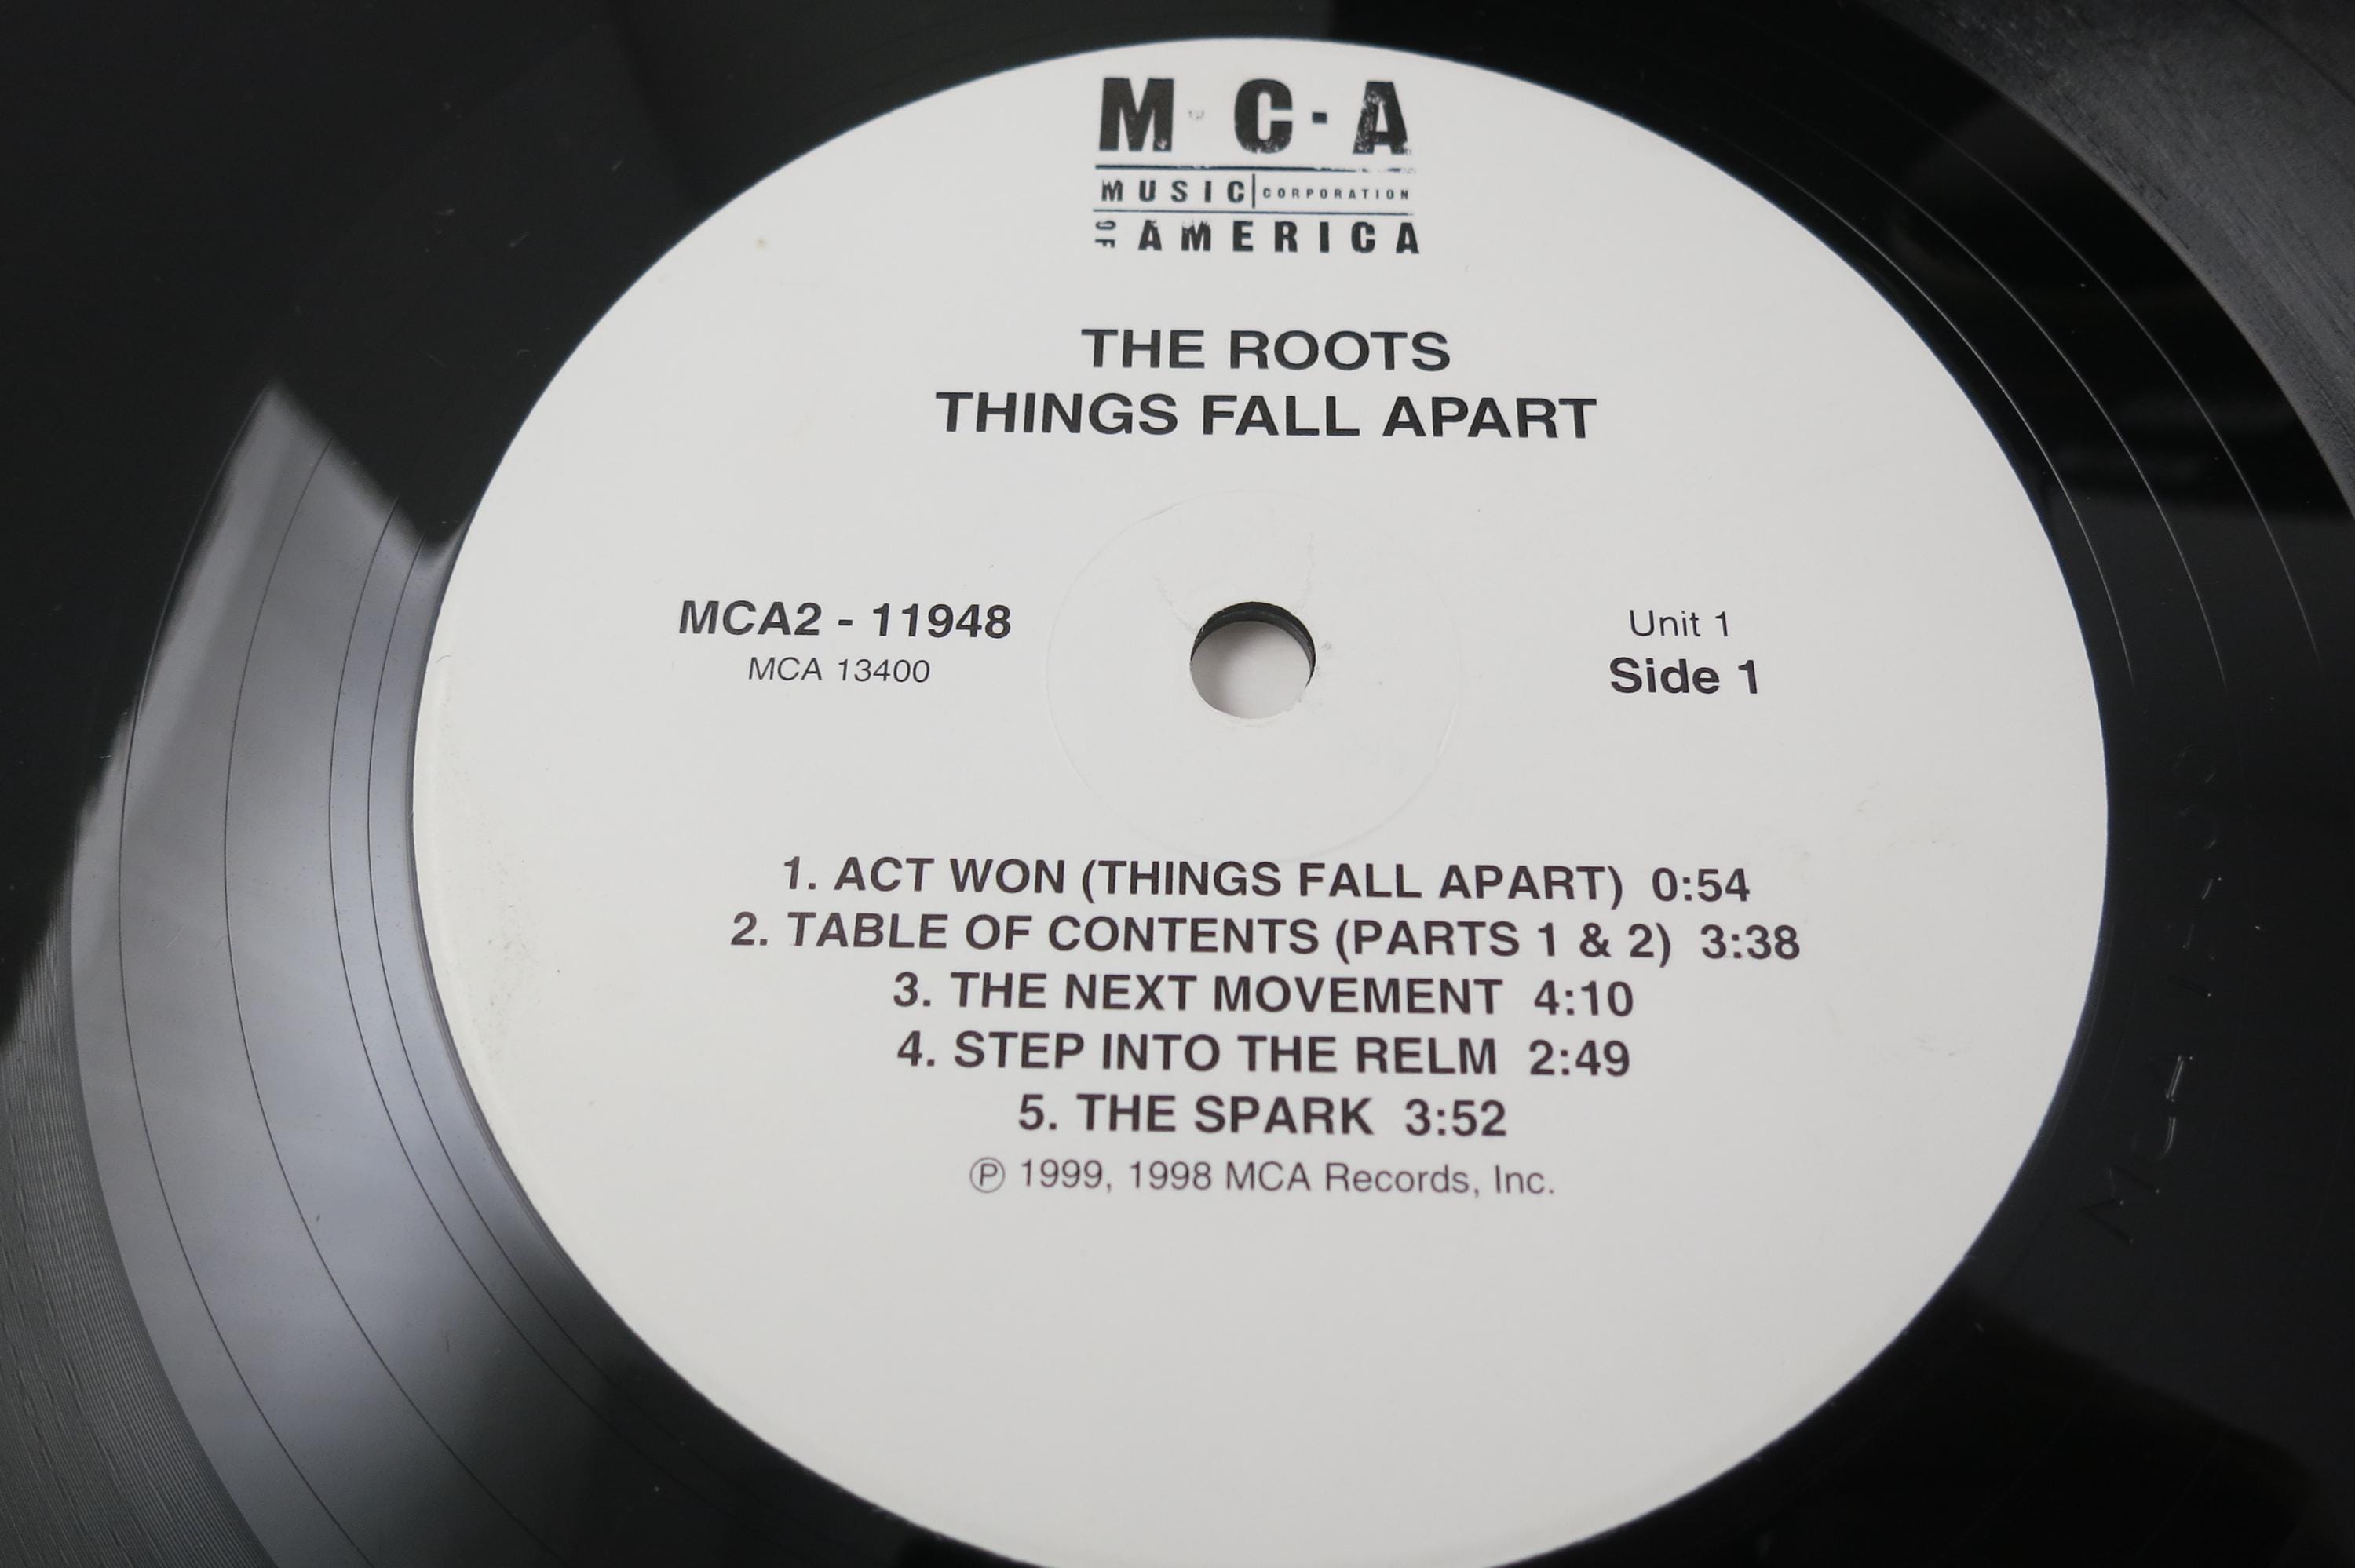 M C · A
MUSIC CORPORATION
OF AMERICA
THE ROOTS
THINGS FALL APART
MCA2 - 11948
MCA 13400
Unit 1
Side 1
1. ACT WON (THINGS FALL APART) 0:54
2. TABLE OF CONTENTS (PARTS 1 & 2) 3:38
3. THE NEXT MOVEMENT 4:10
4. STEP INTO THE RELM 2:49
5. THE SPARK 3:52
Ⓟ 1999, 1998 MCA Records, Inc.